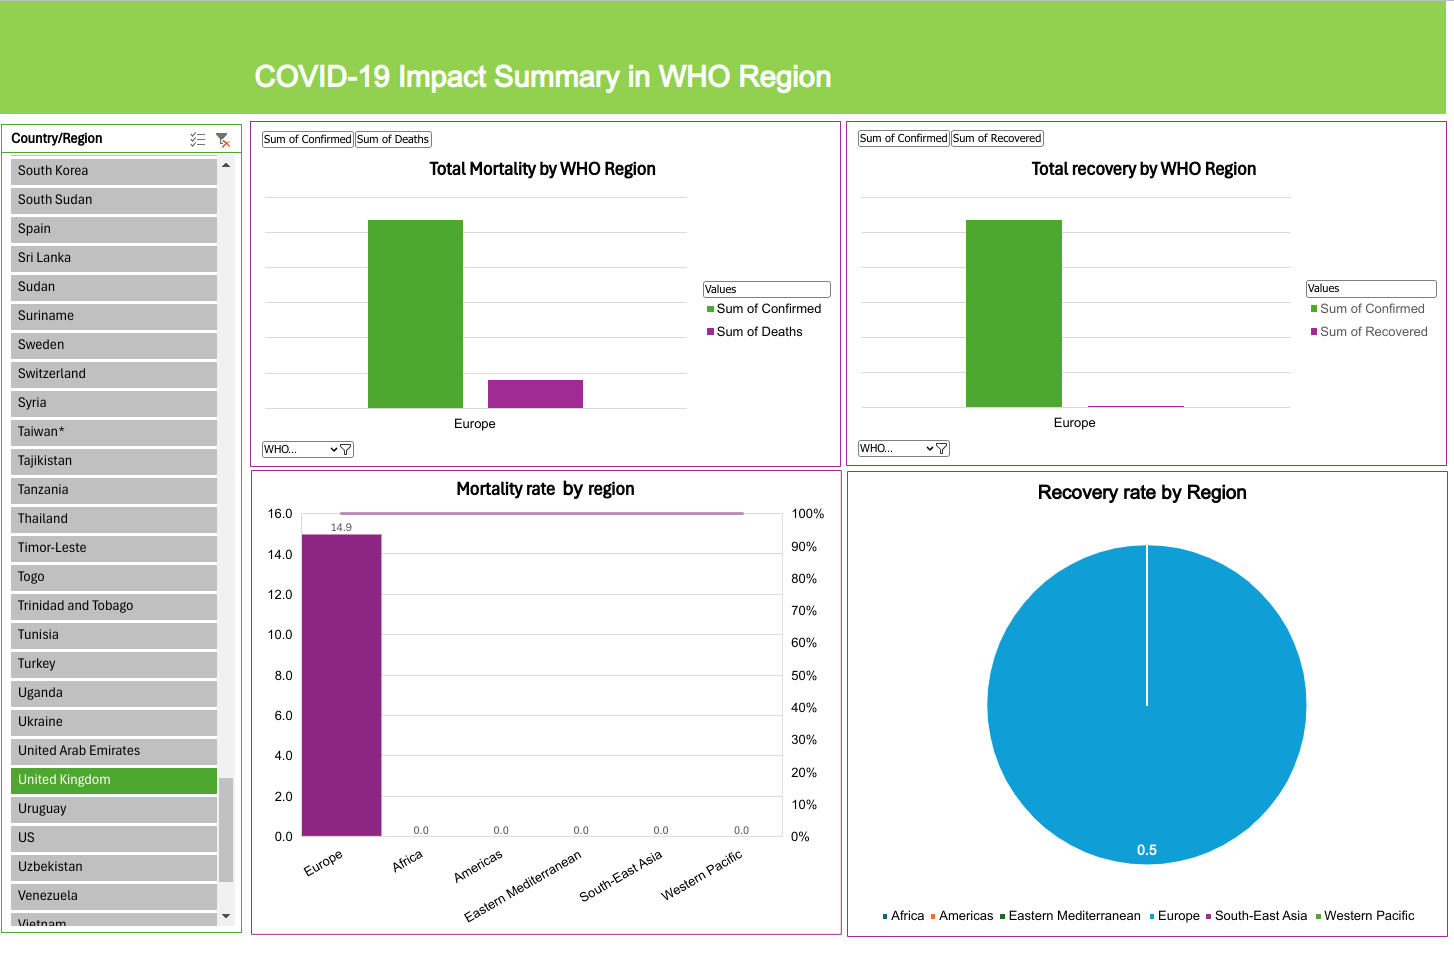 COVID-19 Impact Summary in WHO Region
Country/Region
South Korea
South Sudan
Spain
Sri Lanka
Sudan
Suriname
Sweden
Switzerland
Syria
Taiwan*
Tajikistan
Tanzania
Thailand
Timor-Leste
Togo
Trinidad and Tobago
Tunisia
Turkey
Uganda
Ukraine
United Arab Emirates
United Kingdom
Uruguay
US
Uzbekistan
Venezuela
Vietnam
Sum of Confirmed Sum of Deaths
Total Mortality by WHO Region
Values
Sum of Confirmed
Sum of Deaths
Europe
WHO...
Sum of Confirmed Sum of Recovered
Total recovery by WHO Region
Values
Sum of Confirmed
Sum of Recovered
Europe
WHO...
Mortality rate by region
16.0
14.0
12.0
10.0
8.0
6.0
4.0
2.0
0.0
14.9
0.0
0.0
0.0
0.0
0.0
100%
90%
80%
70%
60%
50%
40%
30%
20%
10%
0%
Europe
Africa
Americas
Eastern Mediterranean
South-East Asia
Western Pacific
Recovery rate by Region
0.5
Africa Americas Eastern Mediterranean Europe South-East Asia Western Pacific